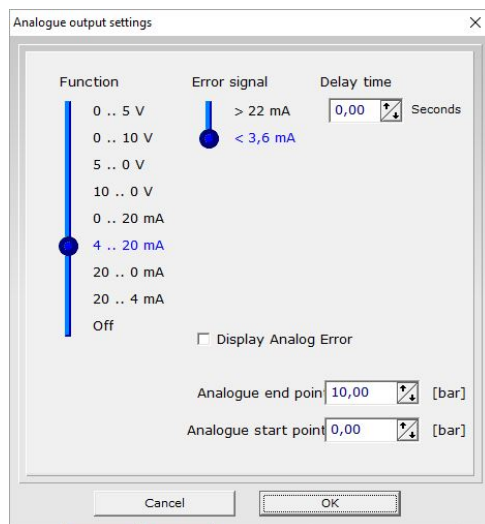 Analogue output settings
Function Error signal Delay time
0 .. 5 V > 22 mA 0,00 Seconds
0 .. 10 V < 3,6 mA
5 .. 0 V
10 .. 0 V
0 .. 20 mA
4 .. 20 mA
20 .. 0 mA
20 .. 4 mA
Off
Display Analog Error
Analogue end poin 10,00 [bar]
Analogue start point 0,00 [bar]
Cancel OK